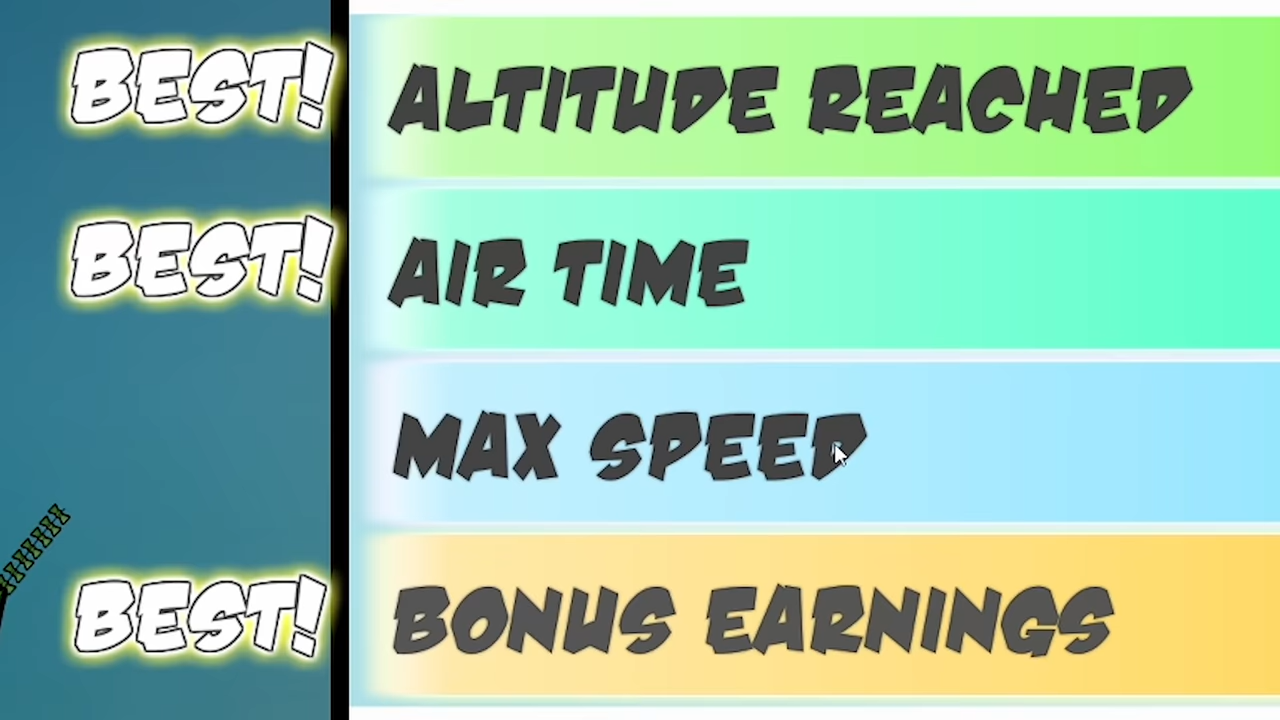 BEST! ALTITUDE REACHED
BEST! AIR TIME
MAX SPEED
BEST! BONUS EARNINGS